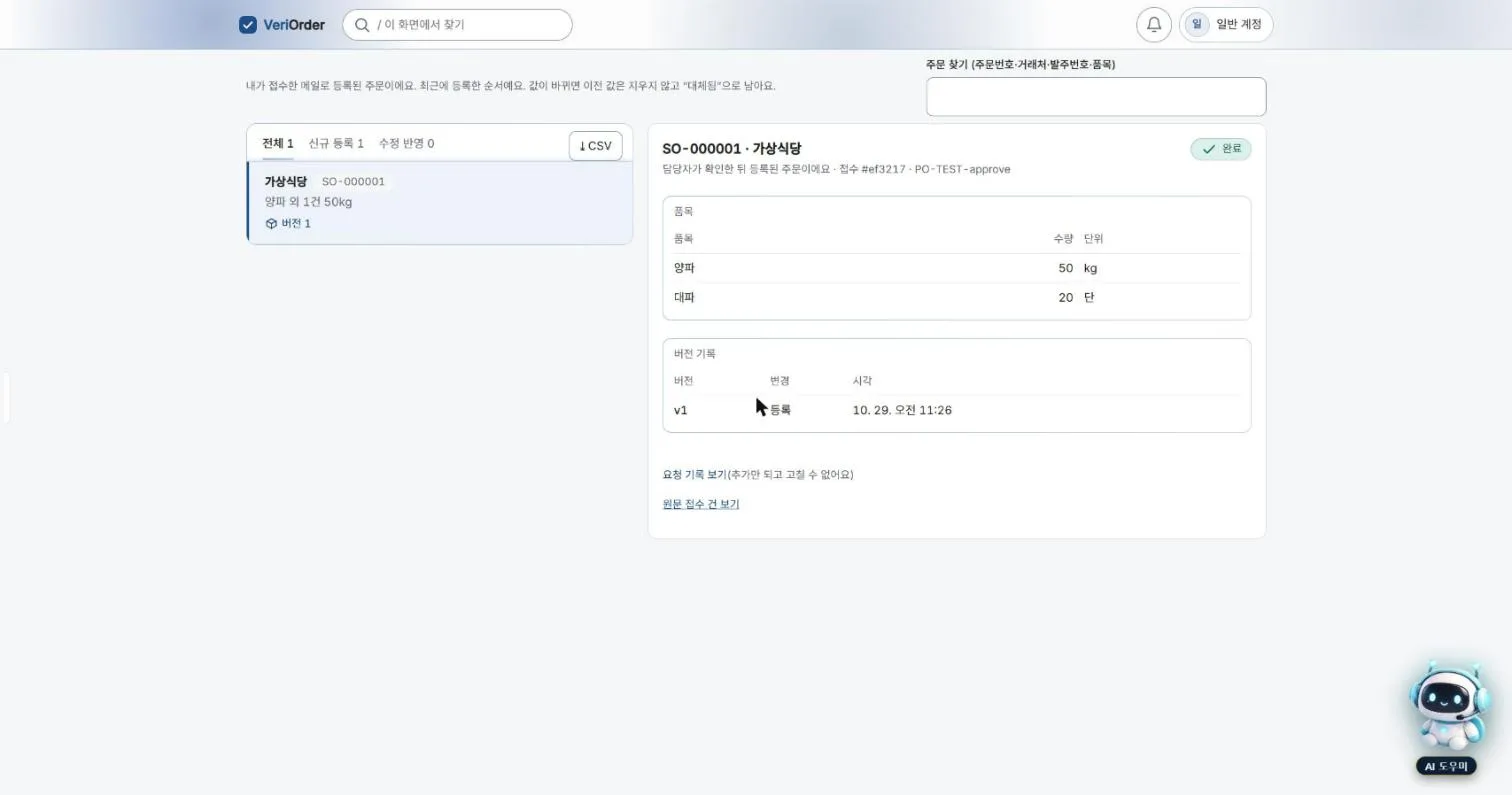 VeriOrder
/ 이 화면에서 찾기
일 일반 계정
주문 찾기 (주문번호·거래처·발주번호·품목)
내가 접수한 메일로 등록된 주문이에요. 최근에 등록한 순서예요. 값이 바뀌면 이전 값은 지우지 않고 "대체됨"으로 남아요.
전체 1 신규 등록 1 수정 반영 0
↓CSV
가상식당 SO-000001
양파 외 1건 50kg
버전 1
SO-000001 · 가상식당
완료
담당자가 확인한 뒤 등록된 주문이에요 · 접수 #ef3217 · PO-TEST-approve
품목
품목 수량 단위
양파 50 kg
대파 20 단
버전 기록
버전 변경 시각
v1 등록 10. 29. 오전 11:26
요청 기록 보기(추가만 되고 고칠 수 없어요)
원문 접수 건 보기
AI 도우미